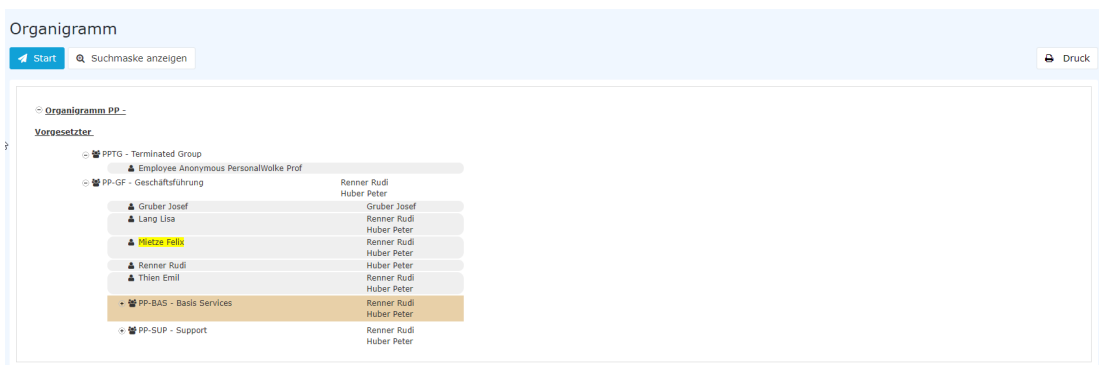 Organigramm
Start Suchmaske anzeigen Druck
Organigramm PP -
Vorgesetzter
PPTG - Terminated Group
Employee Anonymous PersonalWolke Prof
PP-GF - Geschäftsführung Renner Rudi
Huber Peter
Gruber Josef Gruber Josef
Lang Lisa Renner Rudi
Huber Peter
Mietze Felix Renner Rudi
Huber Peter
Renner Rudi Huber Peter
Thien Emil Renner Rudi
Huber Peter
PP-BAS - Basis Services Renner Rudi
Huber Peter
PP-SUP - Support Renner Rudi
Huber Peter